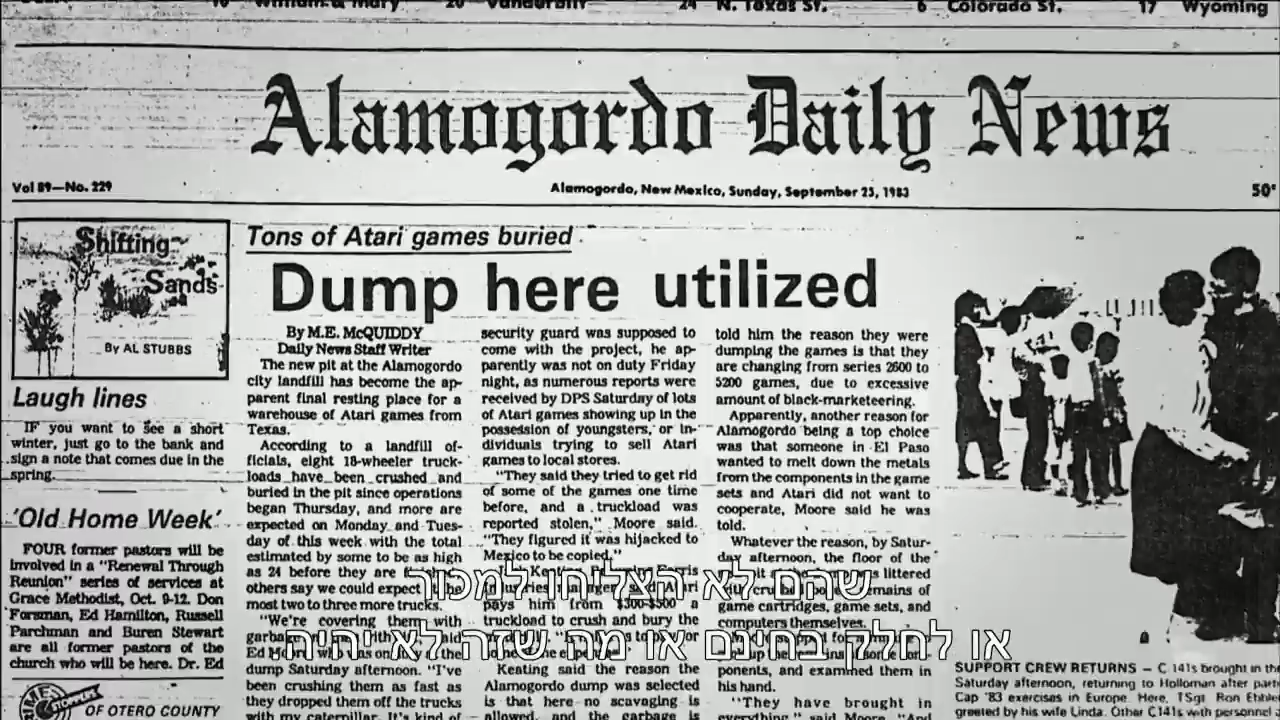 William & Mary 20 Vanderbilt 24 N. Texas St. 6 Colorado St. 17 Wyoming
Alamogordo Daily News
Vol 89—No. 229
Alamogordo, New Mexico, Sunday, September 25, 1983
50¢
Shifting
Sands
By AL STUBBS
Laugh lines
IF you want to see a short
winter, just go to the bank and
sign a note that comes due in the
spring.
'Old Home Week'
FOUR former pastors will be
involved in a "Renewal Through
Reunion" series of services at
Grace Methodist, Oct. 9-12. Don
Forsman, Ed Hamilton, Russell
Parchman and Buren Stewart
are all former pastors of the
church who will be here. Dr. Ed
OF OTERO COUNTY
Tons of Atari games buried
Dump here utilized
By M.E. McQUIDDY
Daily News Staff Writer
The new pit at the Alamogordo
city landfill has become the ap-
parent final resting place for a
warehouse of Atari games from
Texas.
According to a landfill of-
ficials, eight 18-wheeler truck-
loads have been crushed and
buried in the pit since operations
began Thursday, and more are
expected on Monday and Tues-
day of this week with the total
estimated by some to be as high
as 24 before they are
others say we could expect
most two to three more trucks.
"We're covering them with
dump Saturday afternoon. "I've
been crushing them as fast as
they dropped them off the trucks
with my caterpillar. It's kind of
security guard was supposed to
come with the project, he ap-
parently was not on duty Friday
night, as numerous reports were
received by DPS Saturday of lots
of Atari games showing up in the
possession of youngsters, or in-
dividuals trying to sell Atari
games to local stores.
"They said they tried to get rid
of some of the games one time
before, and a truckload was
reported stolen," Moore said.
"They figured it was hijacked to
Mexico to be copied."
pays him from $300-$500 a
truckload to crush and bury the
Keating said the reason the
Alamogordo dump was selected
is that here no scavaging is
allowed, and the garbage is
told him the reason they were
dumping the games is that they
are changing from series 2600 to
5200 games, due to excessive
amount of black-marketeering.
Apparently, another reason for
Alamogordo being a top choice
was that someone in El Paso
wanted to melt down the metals
from the components in the game
sets and Atari did not want to
cooperate, Moore said he was
told.
Whatever the reason, by Satur-
day afternoon, the floor of the
littered
remains of
game cartridges, game sets, and
computers themselves.
ponents, and examined them in
his hand.
"They have brought in
everything," said Moore. "And
SUPPORT CREW RETURNS — C 141s brought in the
Saturday afternoon, returning to Holloman after part
Cap '83 exercises in Europe. Here, TSgt. Ron Ehhle
greeted by his wife Linda. Other C141s with personnel
שהם לא הצליחו למכור
או לחלק בחינם או מה שזה לא יהיה